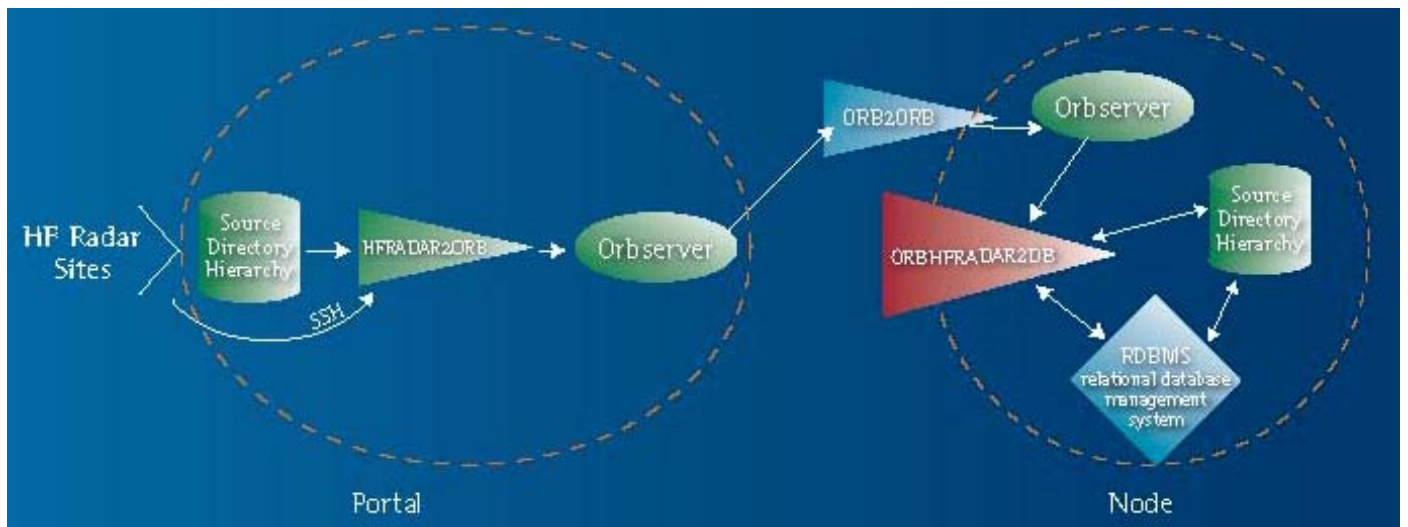 HF Radar
Sites
Source
Directory
Hierarchy
HFRADAR2ORB
SSH
Orbserver
Portal
ORB2ORB
Orbserver
ORBHFRADAR2DB
Source
Directory
Hierarchy
RDBMS
relational database
management
system
Node